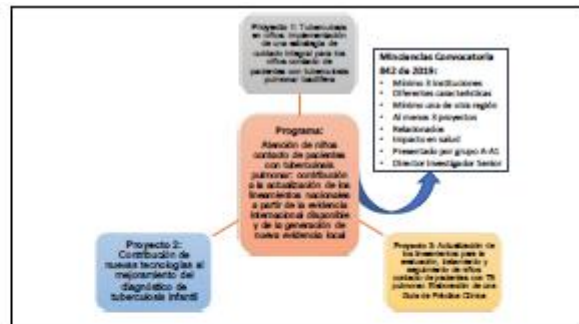 Proyecto 1: Tuberculosis
en niños: Implementación
de una estrategia de
cuidado integral para los
niños contacto de
pacientes con tuberculosis
pulmonar bacilífera
Minciencias Convocatoria
842 de 2019:
• Mínimo 3 instituciones
• Diferentes características
• Mínimo una de otra región
• Al menos 3 proyectos
• Relacionados
• Impacto en salud
• Presentado por grupo A-A1
• Director Investigador Senior
Programa:
Atención de niños
contacto de pacientes
con tuberculosis
pulmonar: contribución
a la actualización de los
lineamientos nacionales
a partir de la evidencia
internacional disponible
y de la generación de
nueva evidencia local
Proyecto 2:
Contribución de
nuevas tecnologías al
mejoramiento del
diagnóstico de
tuberculosis infantil
Proyecto 3: Actualización de
los lineamientos para la
evaluación, tratamiento y
seguimiento de niños
contacto de pacientes con TB
pulmonar. Elaboración de una
Guía de Práctica Clínica